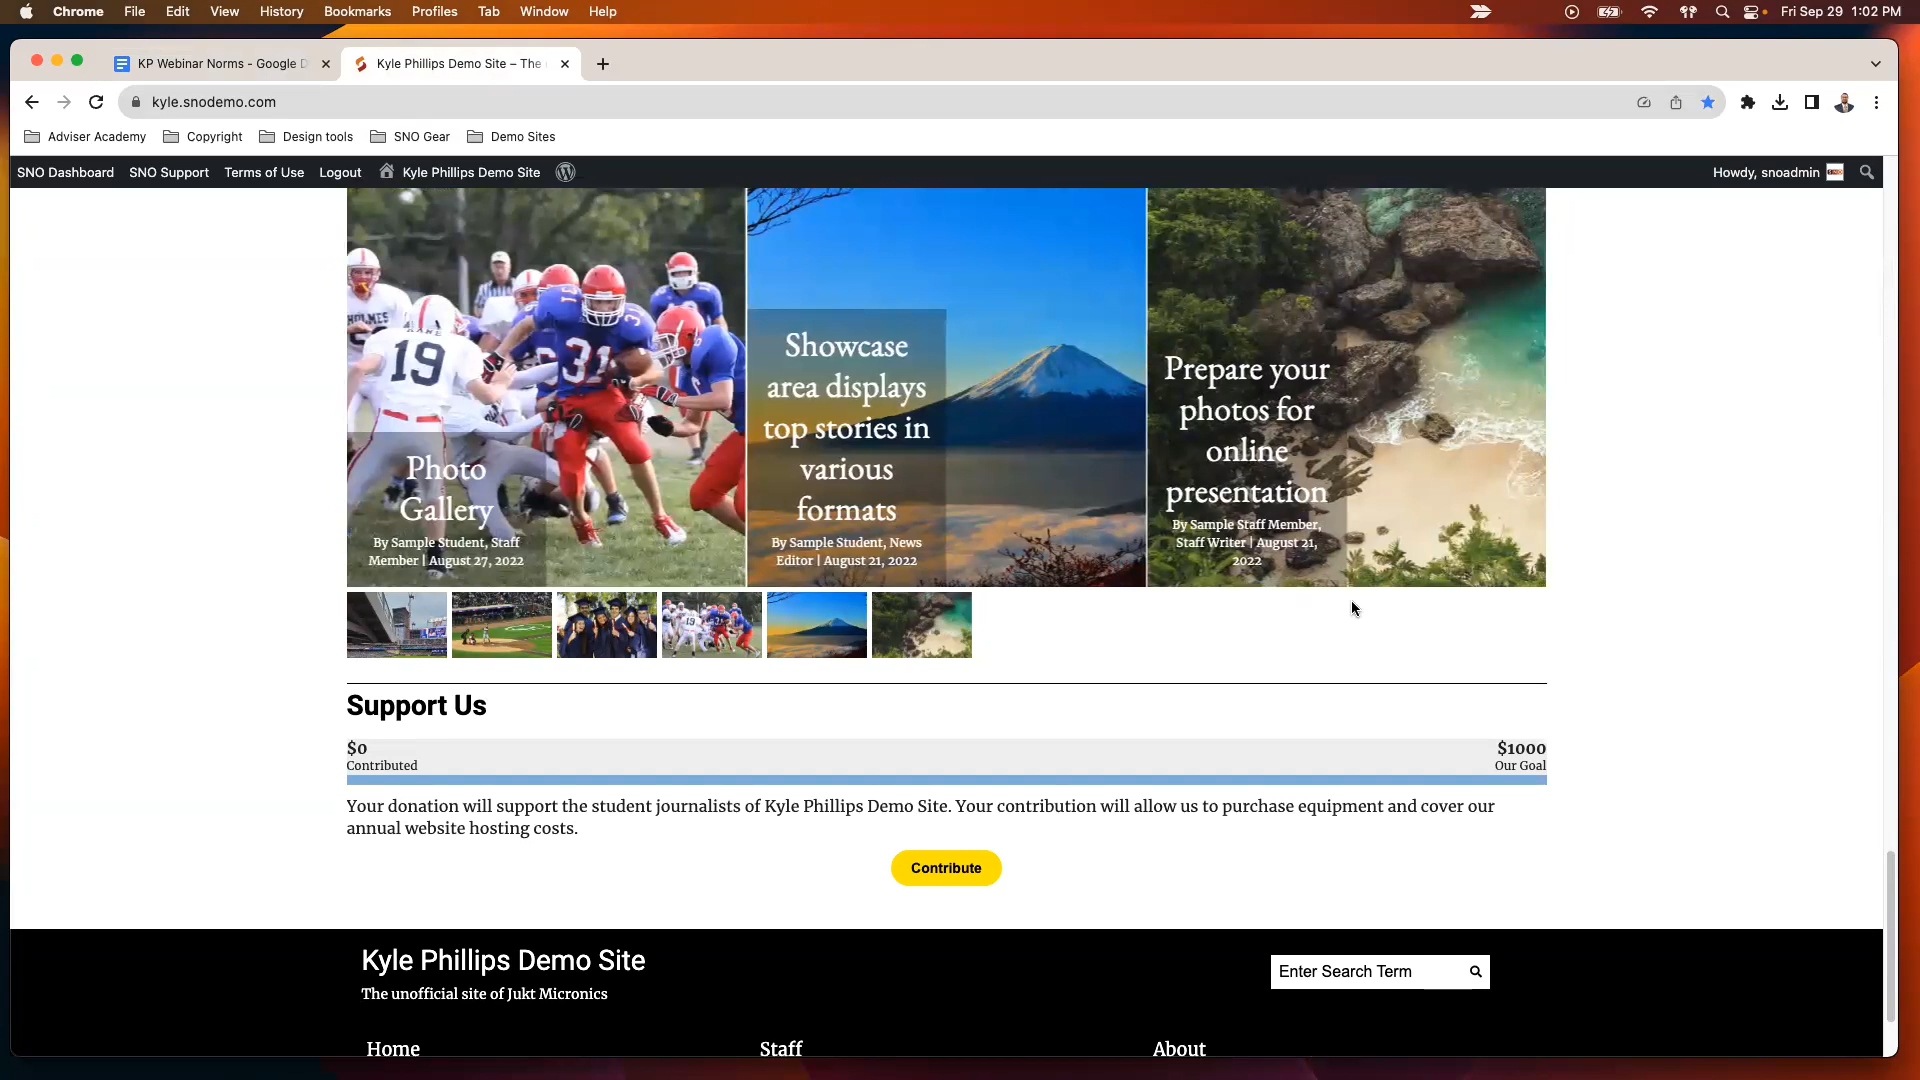 Chrome File Edit View History Bookmarks Profiles Tab Window Help Fri Sep 29 1:02 PM
KP Webinar Norms - Google D Kyle Phillips Demo Site – The
kyle.snodemo.com
Adviser Academy Copyright Design tools SNO Gear Demo Sites
SNO Dashboard SNO Support Terms of Use Logout Kyle Phillips Demo Site Howdy, snoadmin
HOLMES
19
31
Photo
Gallery
By Sample Student, Staff
Member | August 27, 2022
Showcase
area displays
top stories in
various
formats
By Sample Student, News
Editor | August 21, 2022
Prepare your
photos for
online
presentation
By Sample Staff Member,
Staff Writer | August 21,
2022
Support Us
$0 $1000
Contributed Our Goal
Your donation will support the student journalists of Kyle Phillips Demo Site. Your contribution will allow us to purchase equipment and cover our
annual website hosting costs.
Contribute
Kyle Phillips Demo Site
The unofficial site of Jukt Micronics
Enter Search Term
Home Staff About